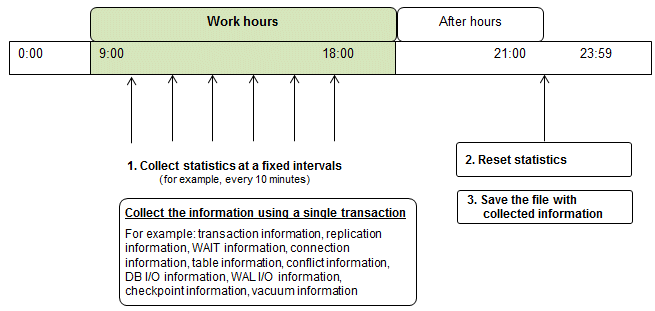 Work hours
After hours
0:00
9:00
18:00
21:00
23:59
1. Collect statistics at a fixed intervals
(for example, every 10 minutes)
2. Reset statistics
3. Save the file with
collected information
Collect the information using a single transaction
For example: transaction information, replication
information, WAIT information, connection
information, table information, conflict information,
DB I/O information, WAL I/O information,
checkpoint information, vacuum information